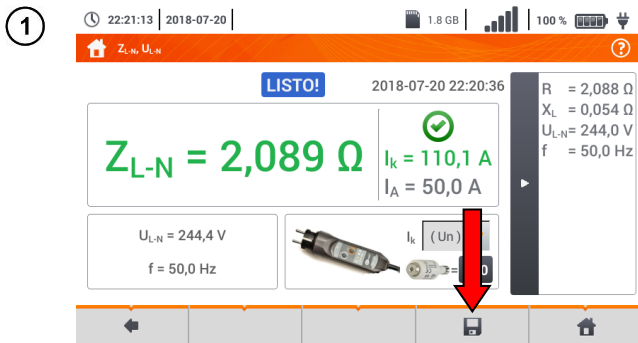 1
22:21:13 2018-07-20 1.8 GB 100 %
ZL-N, UL-N ?
LISTO! 2018-07-20 22:20:36
ZL-N = 2,089 Ω
Ik = 110,1 A
IA = 50,0 A
R = 2,088 Ω
XL = 0,054 Ω
UL-N= 244,0 V
f = 50,0 Hz
UL-N = 244,4 V
f = 50,0 Hz
Ik (Un)